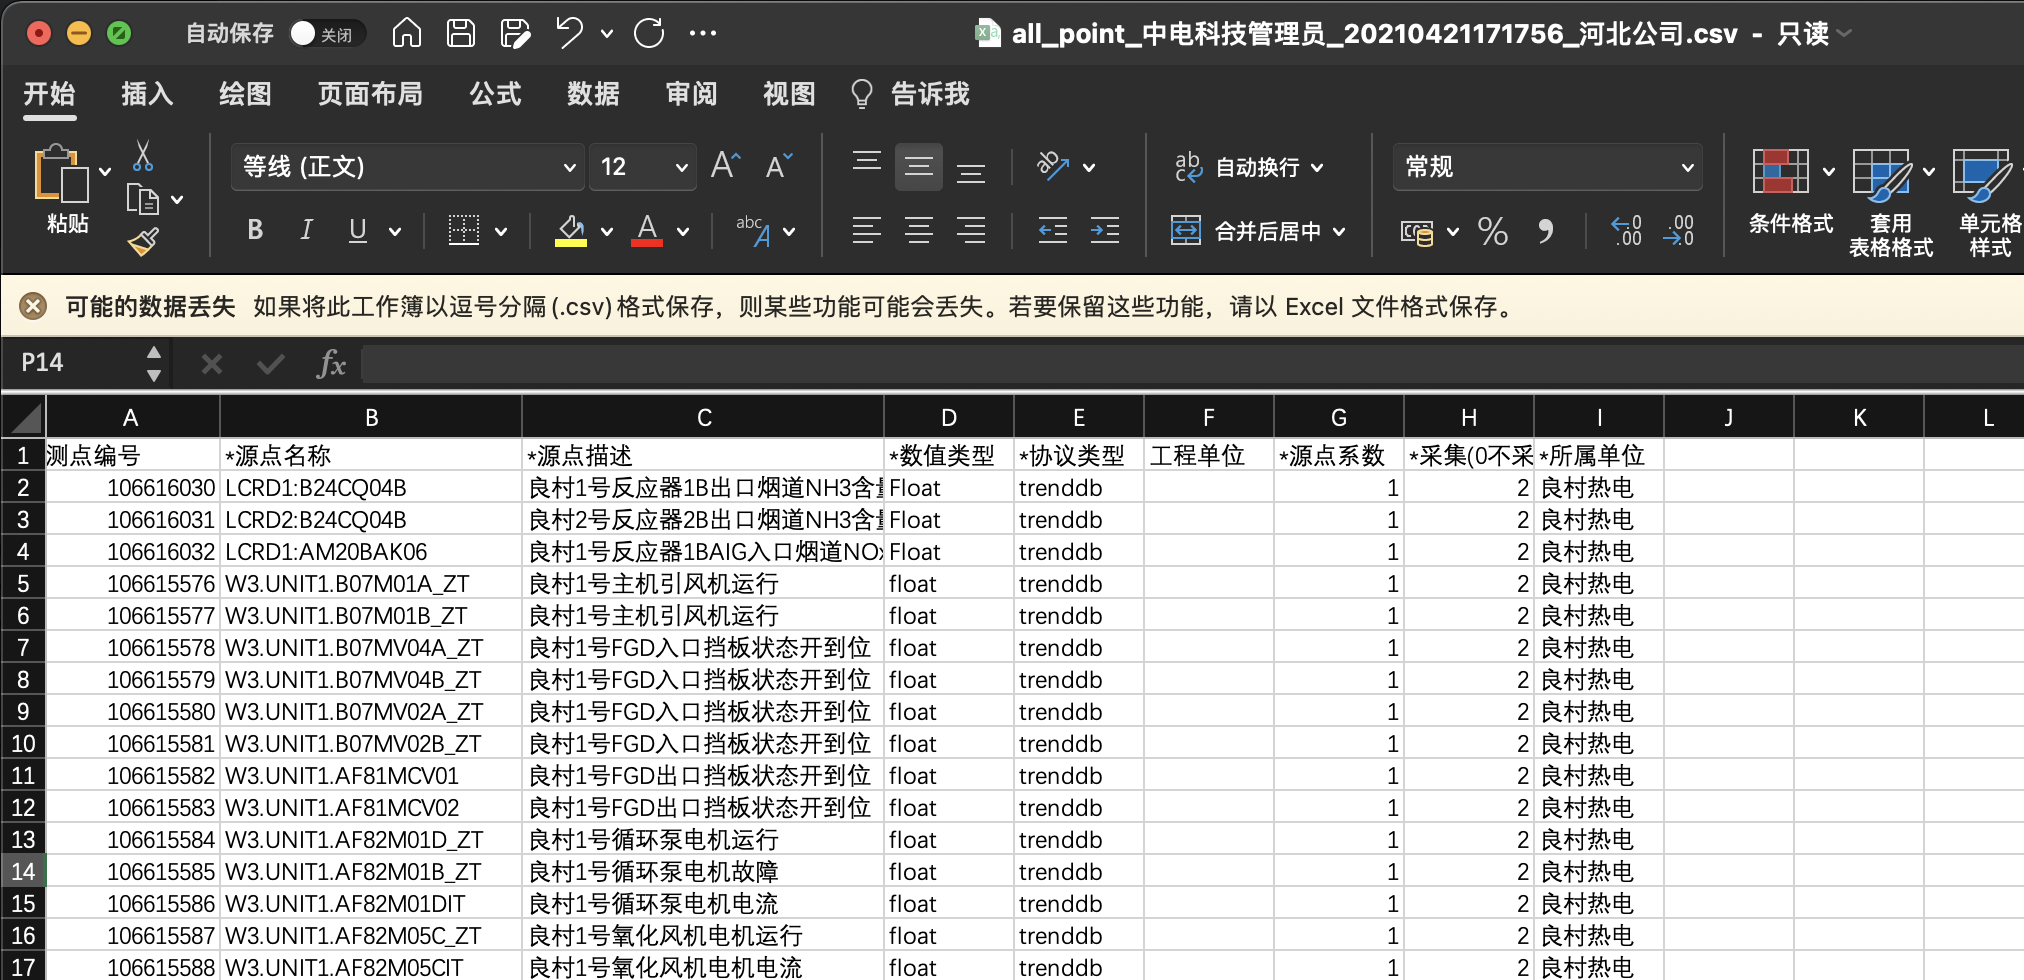 自动保存 关闭 all_point_中电科技管理员_20210421171756_河北公司.csv - 只读
开始 插入 绘图 页面布局 公式 数据 审阅 视图 告诉我
粘贴 等线 (正文) 12 自动换行 常规 条件格式 套用 表格格式 单元格 样式
B I U A abc A 合并后居中 % .00 .00
可能的数据丢失 如果将此工作簿以逗号分隔(.csv)格式保存，则某些功能可能会丢失。若要保留这些功能，请以 Excel 文件格式保存。
P14 fx
A B C D E F G H I J K L
1 测点编号 *源点名称 *源点描述 *数值类型 *协议类型 工程单位 *源点系数 *采集(0不采 *所属单位
2 106616030 LCRD1:B24CQ04B 良村1号反应器1B出口烟道NH3含量 Float trenddb 1 2 良村热电
3 106616031 LCRD2:B24CQ04B 良村2号反应器2B出口烟道NH3含量 Float trenddb 1 2 良村热电
4 106616032 LCRD1:AM20BAK06 良村1号反应器1BAIG入口烟道NOx Float trenddb 1 2 良村热电
5 106615576 W3.UNIT1.B07M01A_ZT 良村1号主机引风机运行 float trenddb 1 2 良村热电
6 106615577 W3.UNIT1.B07M01B_ZT 良村1号主机引风机运行 float trenddb 1 2 良村热电
7 106615578 W3.UNIT1.B07MV04A_ZT 良村1号FGD入口挡板状态开到位 float trenddb 1 2 良村热电
8 106615579 W3.UNIT1.B07MV04B_ZT 良村1号FGD入口挡板状态开到位 float trenddb 1 2 良村热电
9 106615580 W3.UNIT1.B07MV02A_ZT 良村1号FGD入口挡板状态开到位 float trenddb 1 2 良村热电
10 106615581 W3.UNIT1.B07MV02B_ZT 良村1号FGD入口挡板状态开到位 float trenddb 1 2 良村热电
11 106615582 W3.UNIT1.AF81MCV01 良村1号FGD出口挡板状态开到位 float trenddb 1 2 良村热电
12 106615583 W3.UNIT1.AF81MCV02 良村1号FGD出口挡板状态开到位 float trenddb 1 2 良村热电
13 106615584 W3.UNIT1.AF82M01D_ZT 良村1号循环泵电机运行 float trenddb 1 2 良村热电
14 106615585 W3.UNIT1.AF82M01B_ZT 良村1号循环泵电机故障 float trenddb 1 2 良村热电
15 106615586 W3.UNIT1.AF82M01DIT 良村1号循环泵电机电流 float trenddb 1 2 良村热电
16 106615587 W3.UNIT1.AF82M05C_ZT 良村1号氧化风机电机运行 float trenddb 1 2 良村热电
17 106615588 W3.UNIT1.AF82M05CIT 良村1号氧化风机电机电流 float trenddb 1 2 良村热电